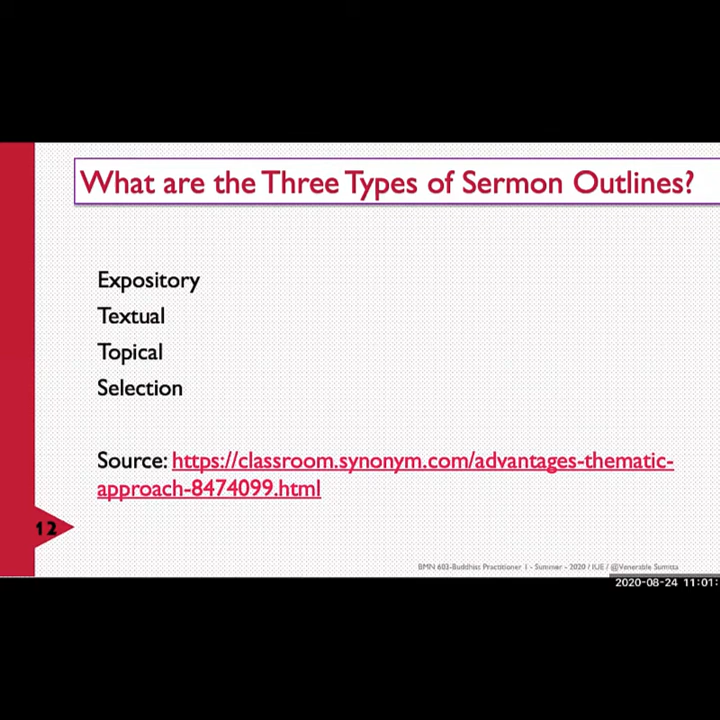 What are the Three Types of Sermon Outlines?
Expository
Textual
Topical
Selection
Source: https://classroom.synonym.com/advantages-thematic-
approach-8474099.html
12
BMN 603-Buddhist Practitioner 1 - Summer - 2020 / IUE / @Venerable Sumitta
2020-08-24 11:01: